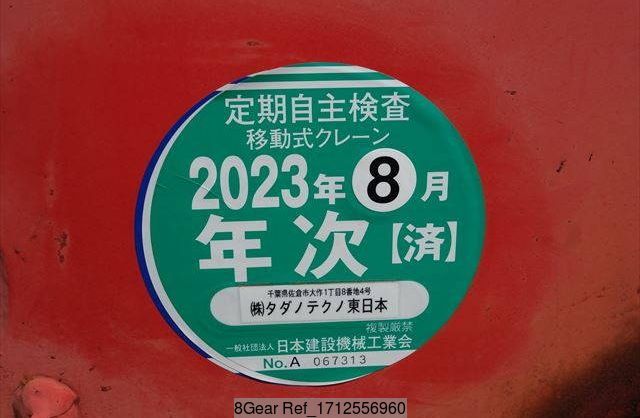 定期自主検査
移動式クレーン
2023年8月
年次【済】
千葉県佐倉市大作1丁目8番地4号
㈱タダノテクノ東日本
複製厳禁
一般社団法人 日本建設機械工業会
No.A 067313
8Gear Ref_1712556960